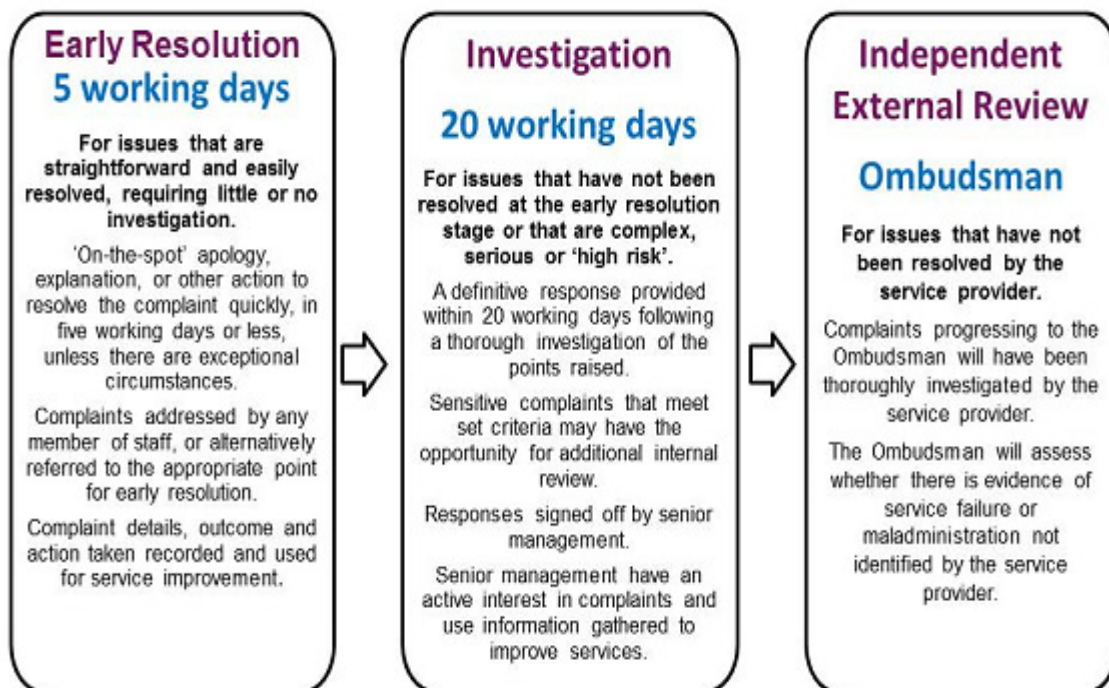 Early Resolution
5 working days
For issues that are
straightforward and easily
resolved, requiring little or no
investigation.
'On-the-spot' apology,
explanation, or other action to
resolve the complaint quickly, in
five working days or less,
unless there are exceptional
circumstances.
Complaints addressed by any
member of staff, or alternatively
referred to the appropriate point
for early resolution.
Complaint details, outcome and
action taken recorded and used
for service improvement.
Investigation
20 working days
For issues that have not been
resolved at the early resolution
stage or that are complex,
serious or 'high risk'.
A definitive response provided
within 20 working days following
a thorough investigation of the
points raised.
Sensitive complaints that meet
set criteria may have the
opportunity for additional internal
review.
Responses signed off by senior
management.
Senior management have an
active interest in complaints and
use information gathered to
improve services.
Independent
External Review
Ombudsman
For issues that have not
been resolved by the
service provider.
Complaints progressing to the
Ombudsman will have been
thoroughly investigated by the
service provider.
The Ombudsman will assess
whether there is evidence of
service failure or
maladministration not
identified by the service
provider.